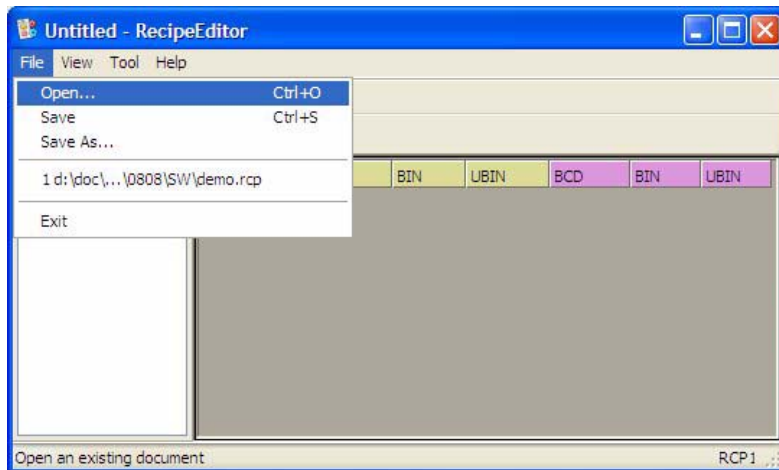 Untitled - RecipeEditor
File View Tool Help
Open... Ctrl+O
Save Ctrl+S
Save As...
1 d:\doc\...\0808\SW\demo.rcp
Exit
BIN UBIN BCD BIN UBIN
Open an existing document RCP1